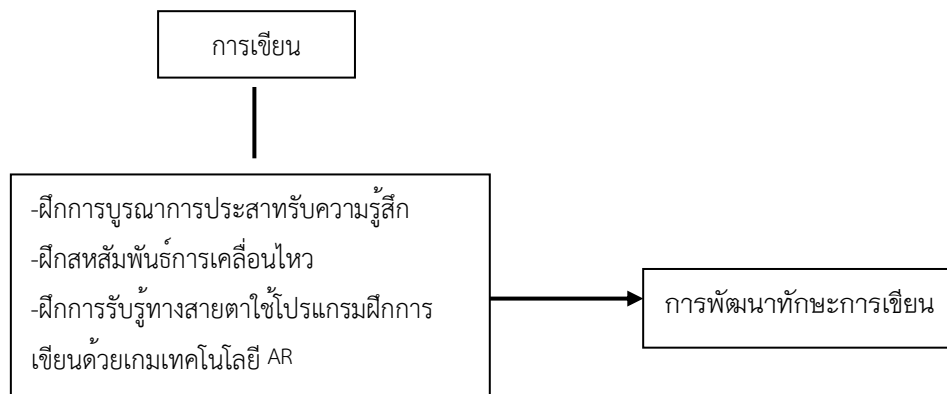 การเขียน
-ฝึกการบูรณาการประสาทรับความรู้สึก
-ฝึกสหสัมพันธ์การเคลื่อนไหว
-ฝึกการรับรู้ทางสายตาใช้โปรแกรมฝึกการ
เขียนด้วยเกมเทคโนโลยี AR
การพัฒนาทักษะการเขียน